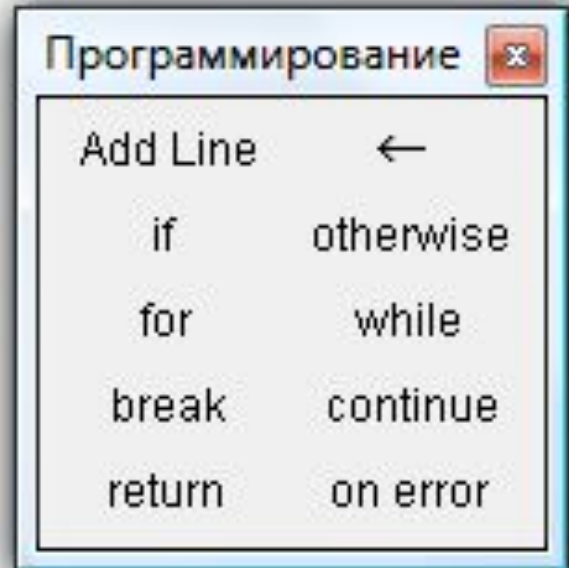 Программирование
Add Line ←
if otherwise
for while
break continue
return on error